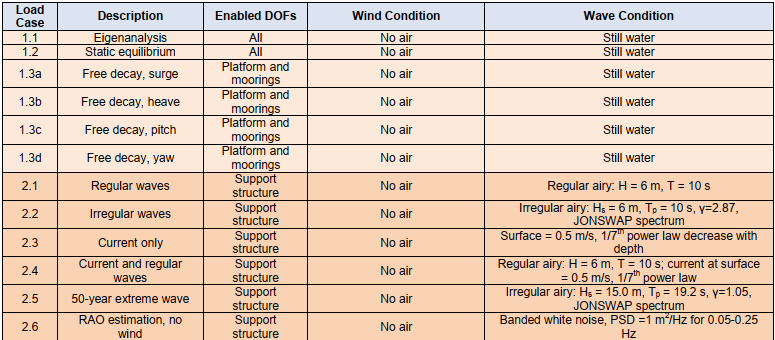 Load Case Description Enabled DOFs Wind Condition Wave Condition
1.1 Eigenanalysis All No air Still water
1.2 Static equilibrium All No air Still water
1.3a Free decay, surge Platform and moorings No air Still water
1.3b Free decay, heave Platform and moorings No air Still water
1.3c Free decay, pitch Platform and moorings No air Still water
1.3d Free decay, yaw Platform and moorings No air Still water
2.1 Regular waves Support structure No air Regular airy: H = 6 m, T = 10 s
2.2 Irregular waves Support structure No air Irregular airy: Hs = 6 m, Tp = 10 s, γ=2.87, JONSWAP spectrum
2.3 Current only Support structure No air Surface = 0.5 m/s, 1/7th power law decrease with depth
2.4 Current and regular waves Support structure No air Regular airy: H = 6 m, T = 10 s; current at surface = 0.5 m/s, 1/7th power law
2.5 50-year extreme wave Support structure No air Irregular airy: Hs = 15.0 m, Tp = 19.2 s, γ=1.05, JONSWAP spectrum
2.6 RAO estimation, no wind Support structure No air Banded white noise, PSD =1 m²/Hz for 0.05-0.25 Hz